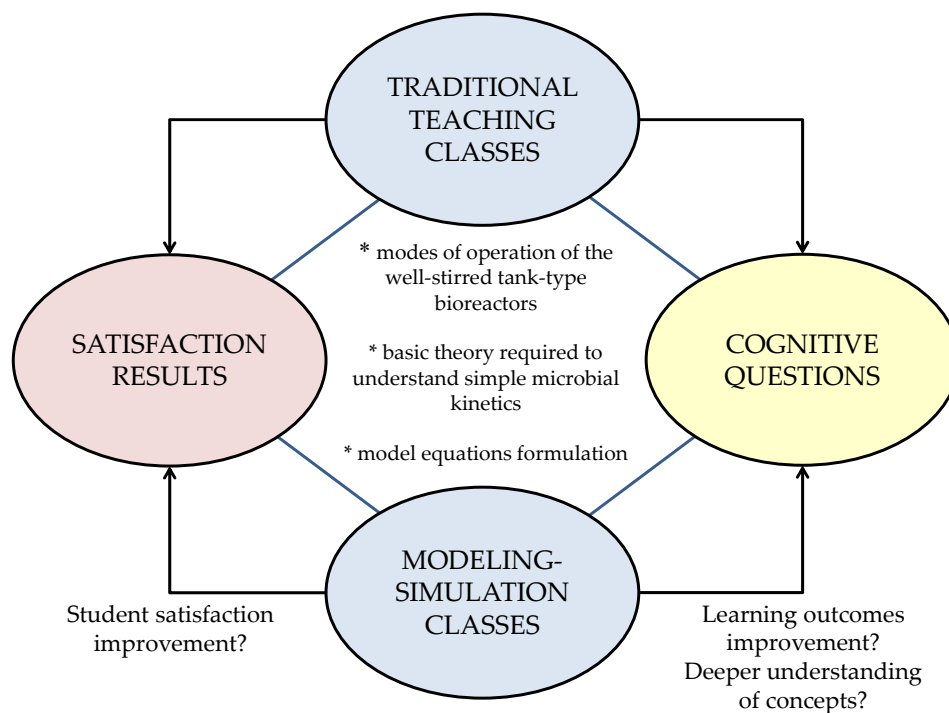 TRADITIONAL
TEACHING
CLASSES
* modes of operation of the
well-stirred tank-type
bioreactors
SATISFACTION
RESULTS
* basic theory required to
understand simple microbial
kinetics
COGNITIVE
QUESTIONS
* model equations formulation
MODELING-
SIMULATION
CLASSES
Student satisfaction
improvement?
Learning outcomes
improvement?
Deeper understanding
of concepts?